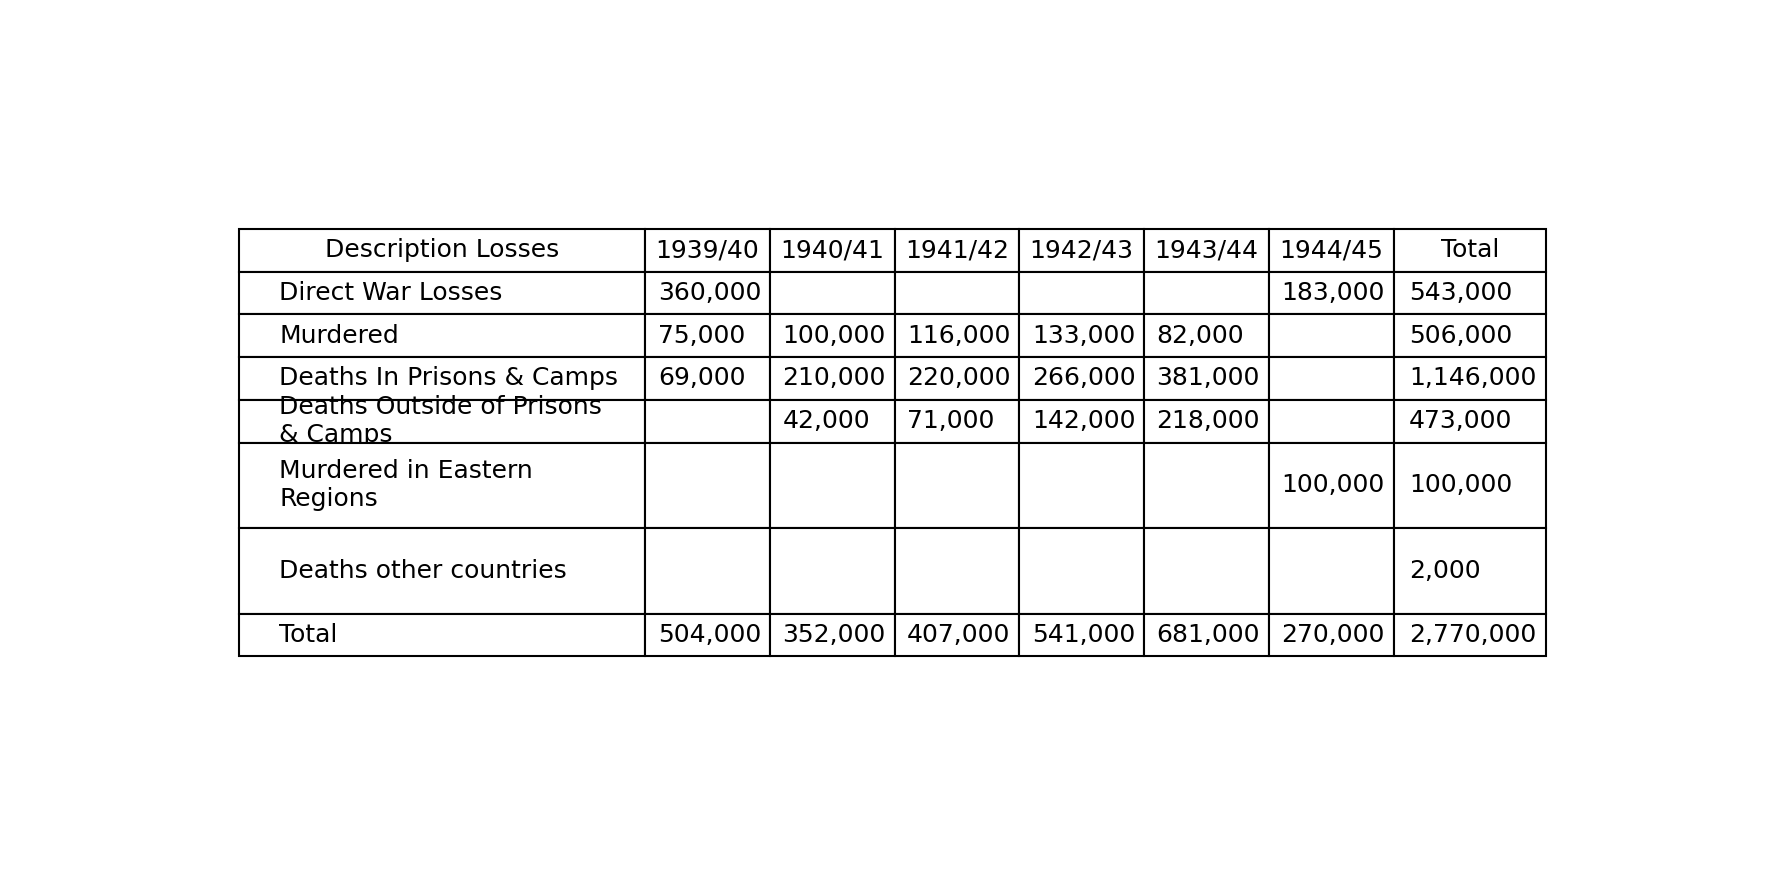 Description Losses 1939/40 1940/41 1941/42 1942/43 1943/44 1944/45 Total
Direct War Losses 360,000 183,000 543,000
Murdered 75,000 100,000 116,000 133,000 82,000 506,000
Deaths In Prisons & Camps 69,000 210,000 220,000 266,000 381,000 1,146,000
Deaths Outside of Prisons
& Camps 42,000 71,000 142,000 218,000 473,000
Murdered in Eastern
Regions 100,000 100,000
Deaths other countries 2,000
Total 504,000 352,000 407,000 541,000 681,000 270,000 2,770,000